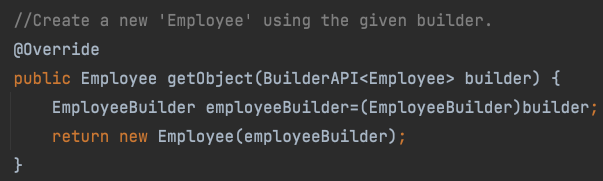 //Create a new 'Employee' using the given builder.
@Override
public Employee getObject(BuilderAPI<Employee> builder) {
    EmployeeBuilder employeeBuilder=(EmployeeBuilder)builder;
    return new Employee(employeeBuilder);
}